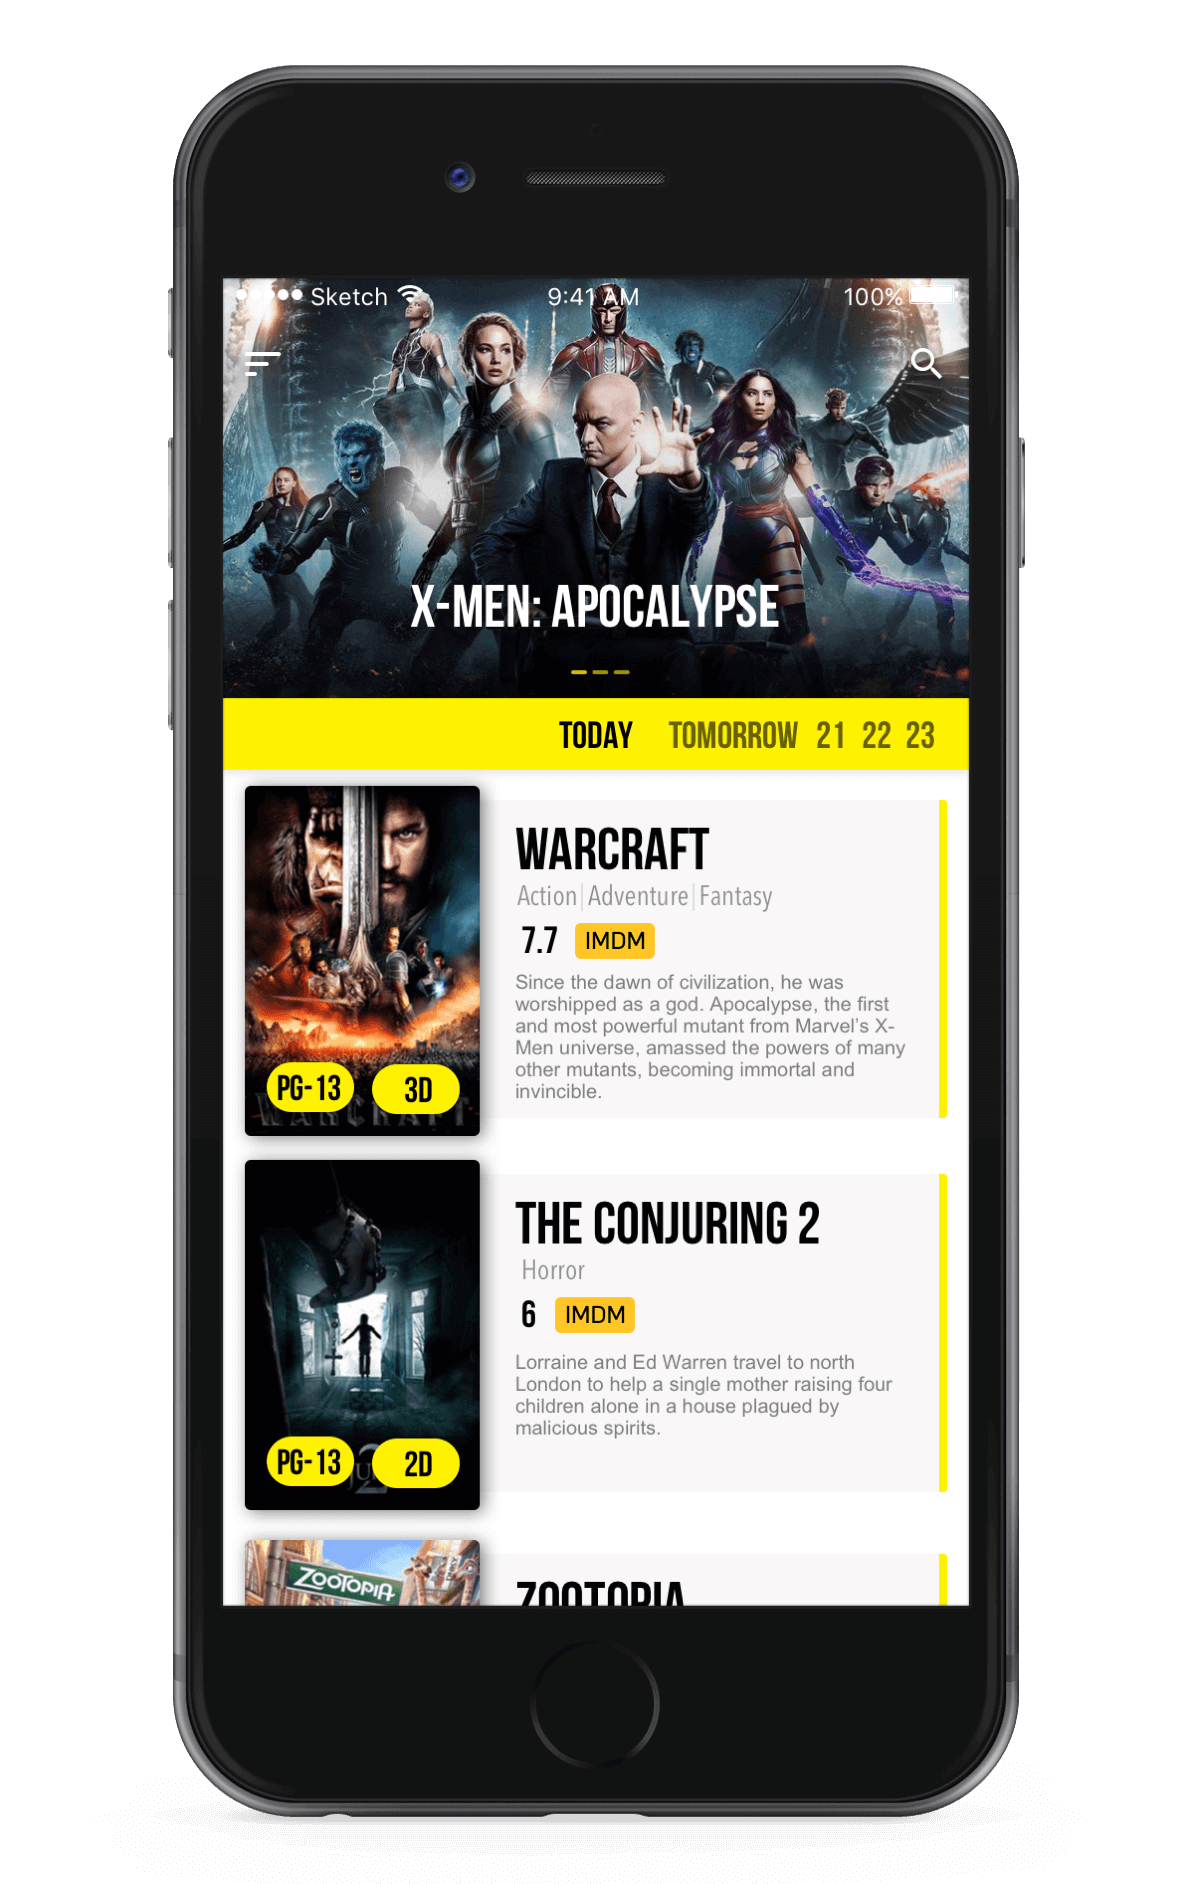 Sketch 9:41 AM 100%
X-MEN: APOCALYPSE
TODAY TOMORROW 21 22 23
WARCRAFT
Action|Adventure|Fantasy
7.7 IMDM
Since the dawn of civilization, he was
worshipped as a god. Apocalypse, the first
and most powerful mutant from Marvel's X-
Men universe, amassed the powers of many
other mutants, becoming immortal and
invincible.
PG-13 3D
WARCRAFT
THE CONJURING 2
Horror
6 IMDM
Lorraine and Ed Warren travel to north
London to help a single mother raising four
children alone in a house plagued by
malicious spirits.
PG-13 2D
ZOOTOPIA
ZOOTOPIA